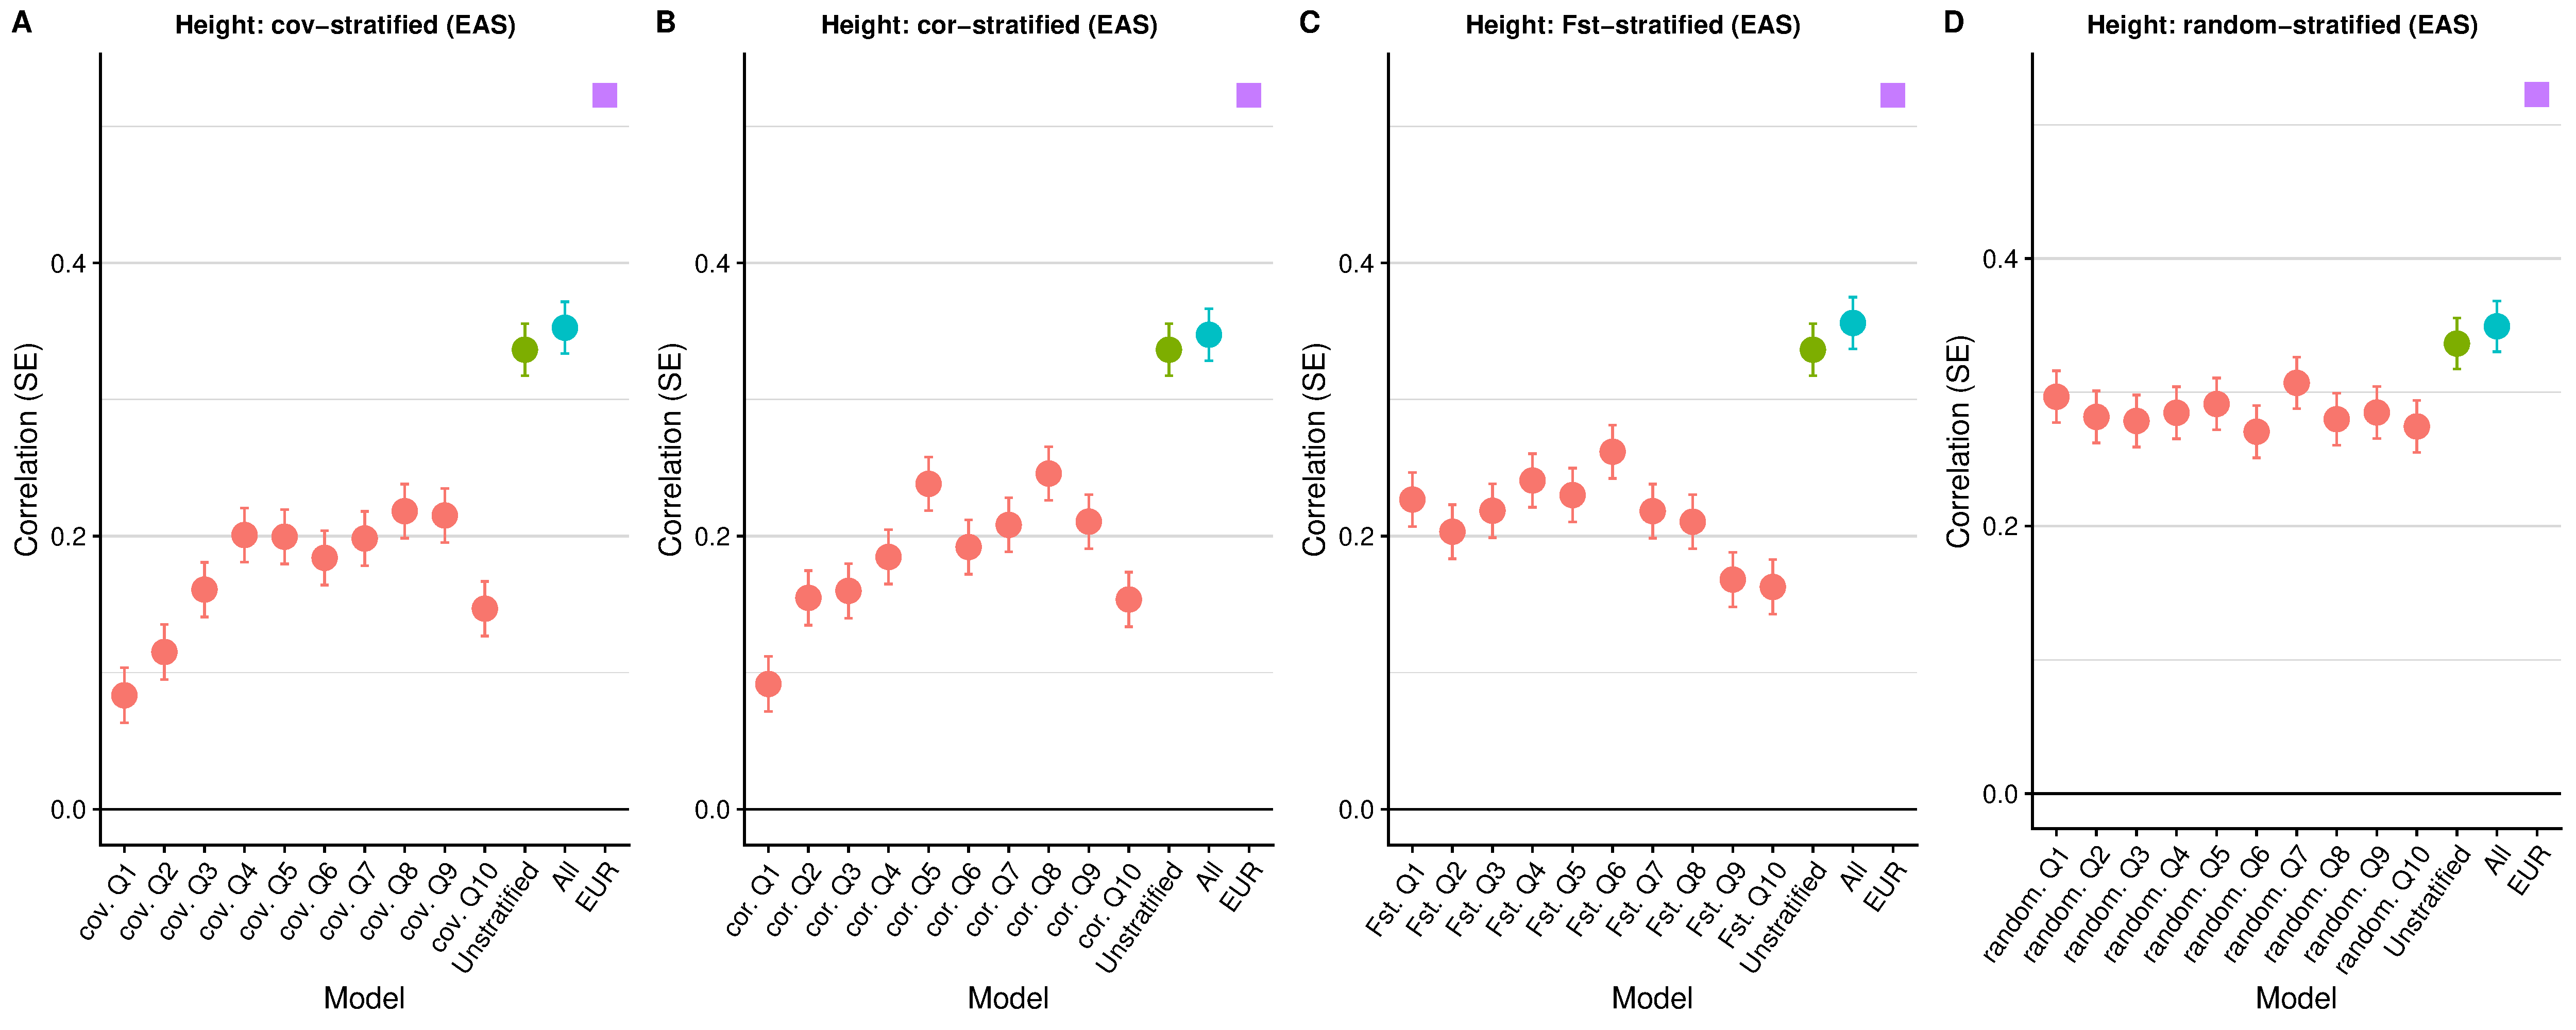 A
Height: cov−stratified (EAS)
Correlation (SE)
0.4
0.2
0.0
cov. Q1
cov. Q2
cov. Q3
cov. Q4
cov. Q5
cov. Q6
cov. Q7
cov. Q8
cov. Q9
cov. Q10
Unstratified
All
EUR
Model
B
Height: cor−stratified (EAS)
Correlation (SE)
0.4
0.2
0.0
cor. Q1
cor. Q2
cor. Q3
cor. Q4
cor. Q5
cor. Q6
cor. Q7
cor. Q8
cor. Q9
cor. Q10
Unstratified
All
EUR
Model
C
Height: Fst−stratified (EAS)
Correlation (SE)
0.4
0.2
0.0
Fst. Q1
Fst. Q2
Fst. Q3
Fst. Q4
Fst. Q5
Fst. Q6
Fst. Q7
Fst. Q8
Fst. Q9
Fst. Q10
Unstratified
All
EUR
Model
D
Height: random−stratified (EAS)
Correlation (SE)
0.4
0.2
0.0
random. Q1
random. Q2
random. Q3
random. Q4
random. Q5
random. Q6
random. Q7
random. Q8
random. Q9
random. Q10
Unstratified
All
EUR
Model